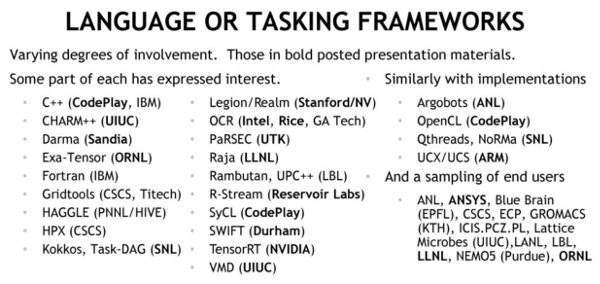 LANGUAGE OR TASKING FRAMEWORKS
Varying degrees of involvement. Those in bold posted presentation materials.
Some part of each has expressed interest.
• C++ (CodePlay, IBM)
• CHARM++ (UIUC)
• Darma (Sandia)
• Exa-Tensor (ORNL)
• Fortran (IBM)
• Gridtools (CSCS, Titech)
• HAGGLE (PNNL/HIVE)
• HPX (CSCS)
• Kokkos, Task-DAG (SNL)
• Legion/Realm (Stanford/NV)
• OCR (Intel, Rice, GA Tech)
• PaRSEC (UTK)
• Raja (LLNL)
• Rambutan, UPC++ (LBL)
• R-Stream (Reservoir Labs)
• SyCL (CodePlay)
• SWIFT (Durham)
• TensorRT (NVIDIA)
• VMD (UIUC)
• Similarly with implementations
• Argobots (ANL)
• OpenCL (CodePlay)
• Qthreads, NoRMa (SNL)
• UCX/UCS (ARM)
• And a sampling of end users
• ANL, ANSYS, Blue Brain
(EPFL), CSCS, ECP, GROMACS
(KTH), ICIS.PCZ.PL, Lattice
Microbes (UIUC),LANL, LBL,
LLNL, NEMO5 (Purdue), ORNL